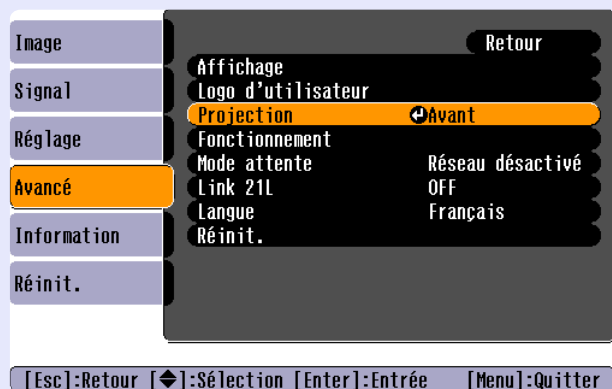 Image
Signal
Réglage
Avancé
Information
Réinit.
Retour
Affichage
Logo d'utilisateur
Projection Avant
Fonctionnement
Mode attente Réseau désactivé
Link 21L OFF
Langue Français
Réinit.
[Esc]:Retour [◆]:Sélection [Enter]:Entrée [Menu]:Quitter